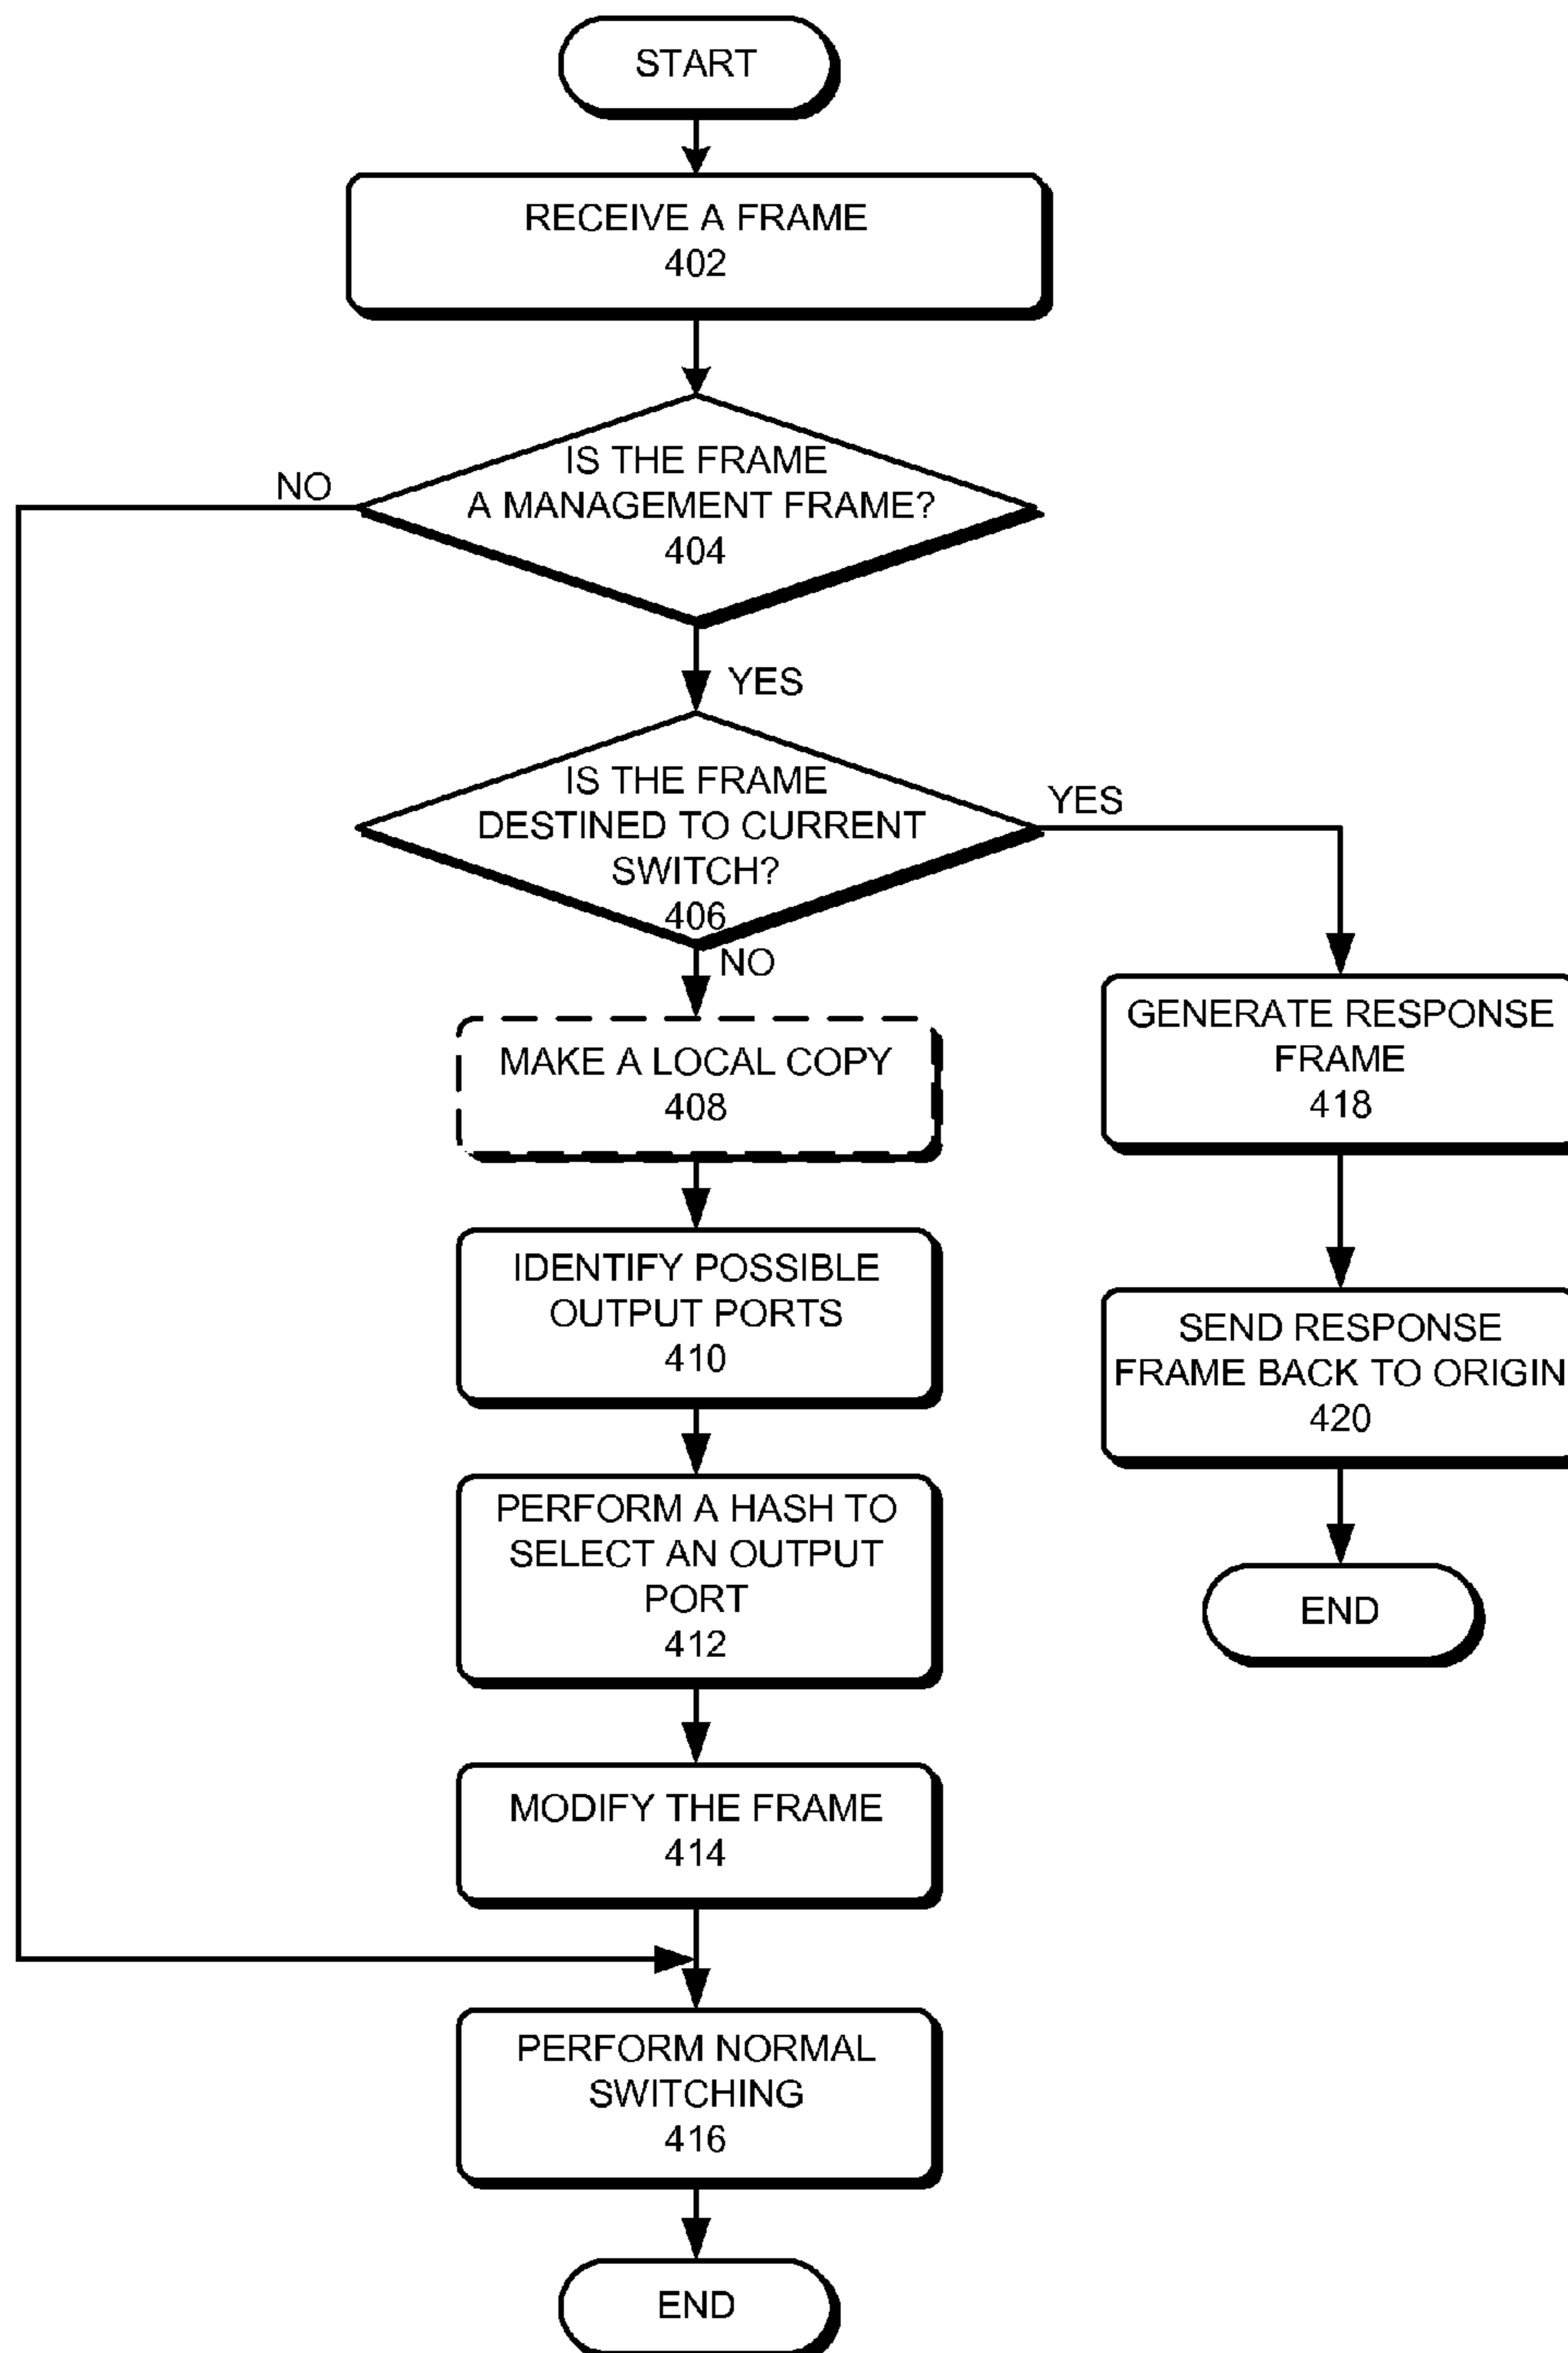 START
RECEIVE A FRAME
402
IS THE FRAME
A MANAGEMENT FRAME?
404
NO
YES
IS THE FRAME
DESTINED TO CURRENT
SWITCH?
406
YES
NO
MAKE A LOCAL COPY
408
GENERATE RESPONSE
FRAME
418
IDENTIFY POSSIBLE
OUTPUT PORTS
410
SEND RESPONSE
FRAME BACK TO ORIGIN
420
PERFORM A HASH TO
SELECT AN OUTPUT
PORT
412
END
MODIFY THE FRAME
414
PERFORM NORMAL
SWITCHING
416
END